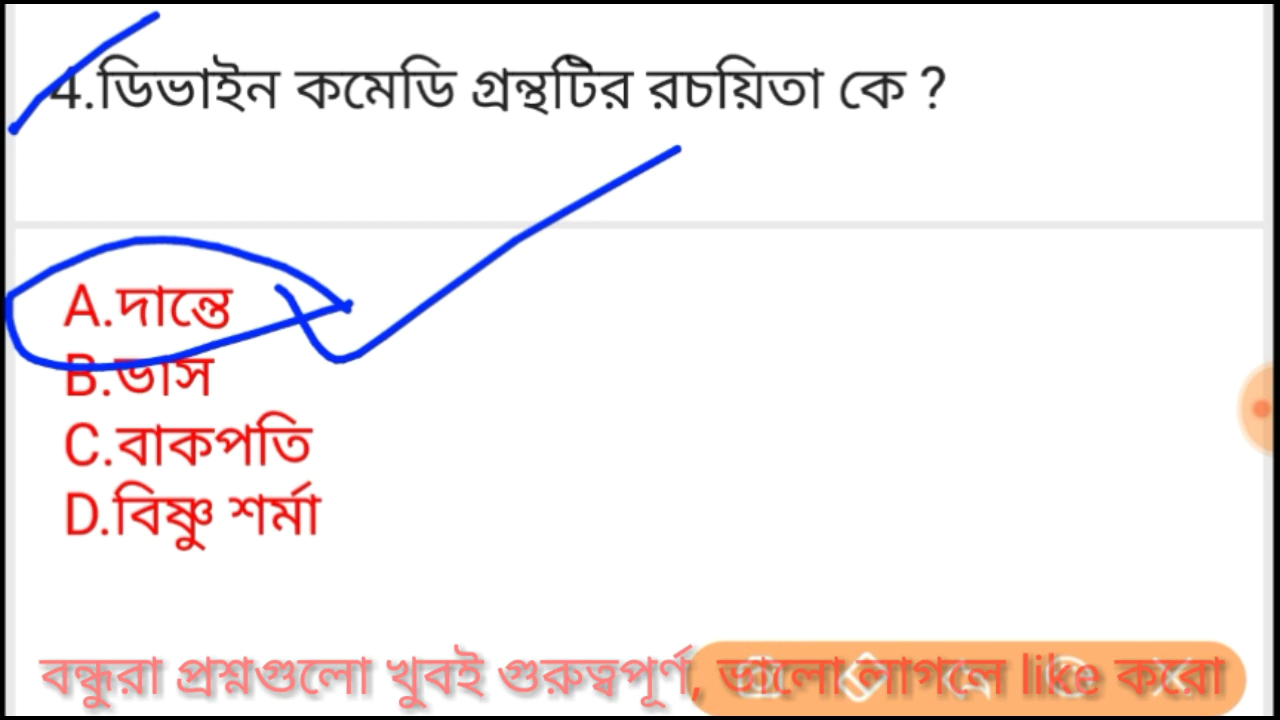 4.ডিভাইন কমেডি গ্রন্থটির রচয়িতা কে ?
A.দান্তে
B.ভাস
C.বাকপতি
D.বিষ্ণু শর্মা
বন্ধুরা প্রশ্নগুলো খুবই গুরুত্বপূর্ণ, ভালো লাগলে like করো